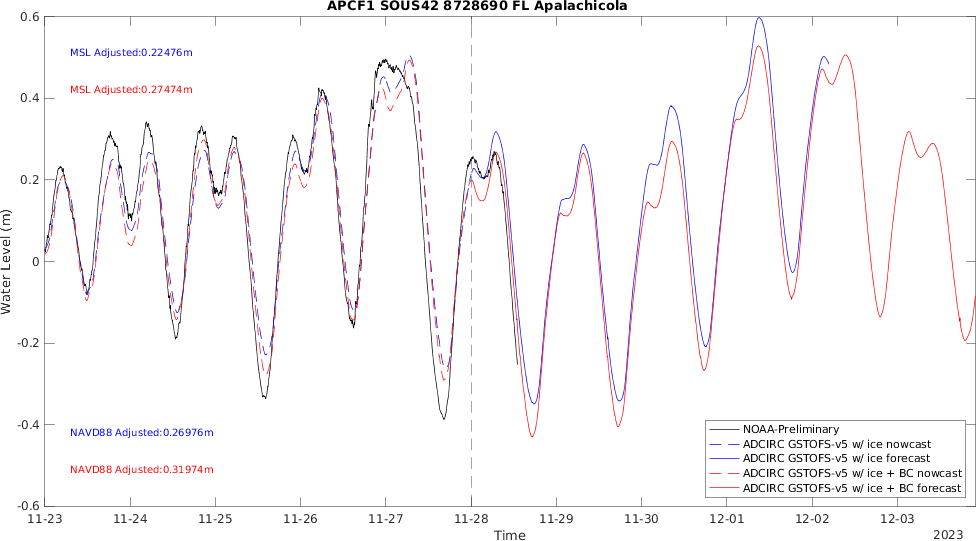 APCF1 SOUS42 8728690 FL Apalachicola
0.6
0.4
0.2
0
-0.2
-0.4
-0.6
Water Level (m)
MSL Adjusted:0.22476m
MSL Adjusted:0.27474m
NAVD88 Adjusted:0.26976m
NAVD88 Adjusted:0.31974m
NOAA-Preliminary
ADCIRC GSTOFS-v5 w/ ice nowcast
ADCIRC GSTOFS-v5 w/ ice forecast
ADCIRC GSTOFS-v5 w/ ice + BC nowcast
ADCIRC GSTOFS-v5 w/ ice + BC forecast
11-23 11-24 11-25 11-26 11-27 11-28 11-29 11-30 12-01 12-02 12-03
Time
2023